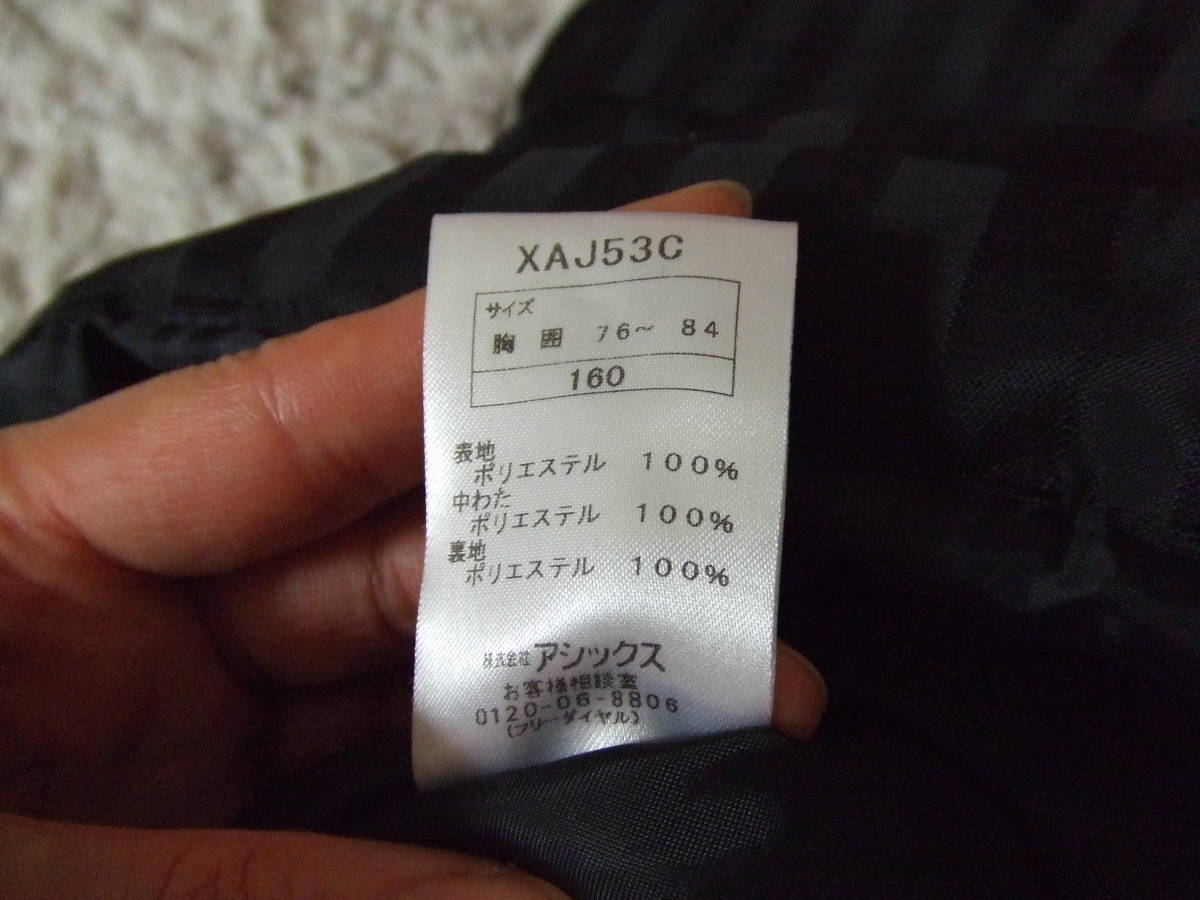 XAJ53C
サイズ
胸 囲 76~ 84
160
表地
ポリエステル 100%
中わた
ポリエステル 100%
裏地
ポリエステル 100%
株式会社アシックス
お客様相談室
0120-06-8806
(フリーダイヤル)